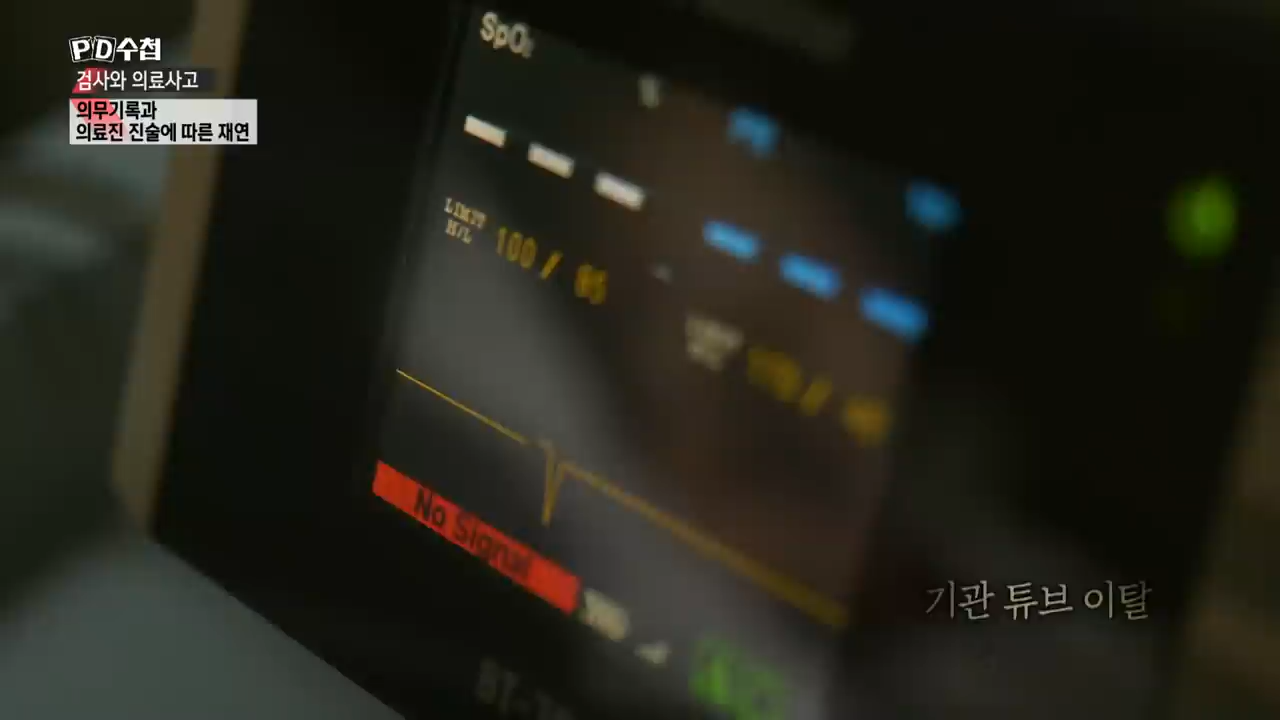 PD수첩
검사와 의료사고
의무기록과
의료진 진술에 따른 재연
SpO₂
LIMIT
H/L 100 / 85
No Signal
기관 튜브 이탈